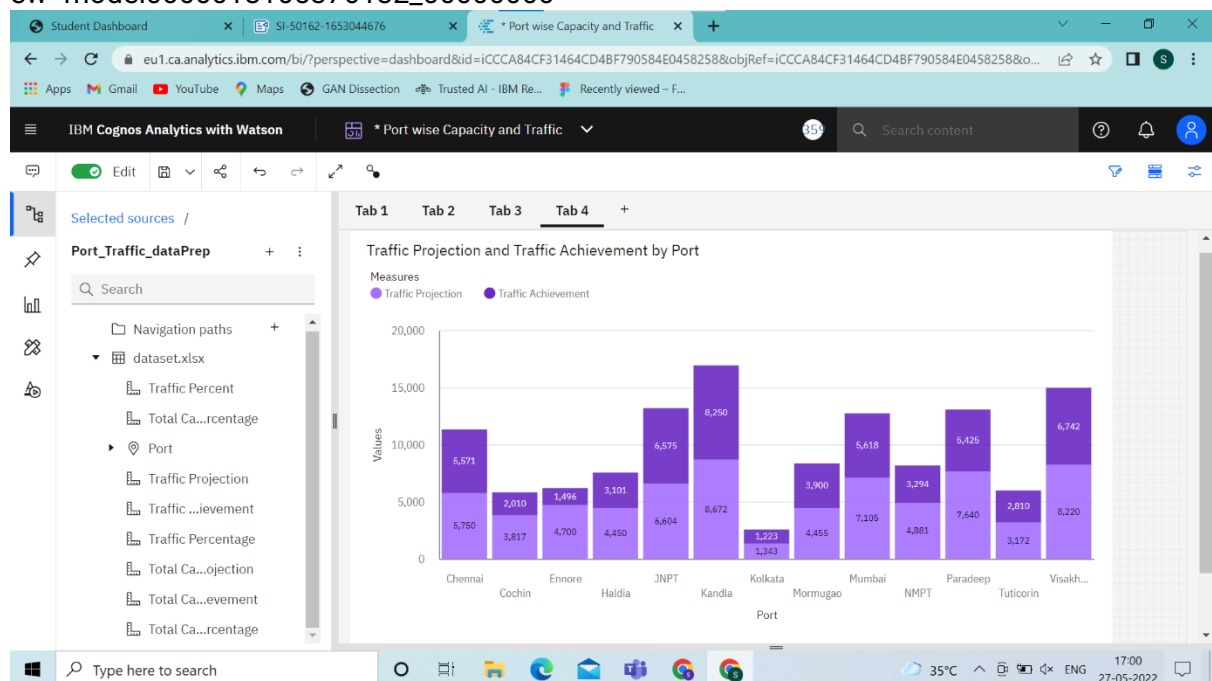 Student Dashboard
SI-50162-1653044676
* Port wise Capacity and Traffic
eu1.ca.analytics.ibm.com/bi/?perspective=dashboard&id=iCCCA84CF31464CD4BF790584E0458258&objRef=iCCCA84CF31464CD4BF790584E0458258&o...
S
Apps
Gmail
YouTube
Maps
GAN Dissection
Trusted AI - IBM Re...
Recently viewed – F...
IBM Cognos Analytics with Watson
* Port wise Capacity and Traffic
359
Search content
Edit
Selected sources /
Port_Traffic_dataPrep
Search
Navigation paths
dataset.xlsx
Traffic Percent
Total Ca...rcentage
Port
Traffic Projection
Traffic ...ievement
Traffic Percentage
Total Ca...ojection
Total Ca...evement
Total Ca...rcentage
Tab 1 Tab 2 Tab 3 Tab 4 +
Traffic Projection and Traffic Achievement by Port
Measures
Traffic Projection Traffic Achievement
Values
20,000
15,000
10,000
5,000
0
5,571
2,010
1,496
3,101
6,575
8,250
1,223
3,900
5,618
3,294
5,425
2,810
6,742
5,750
3,817
4,700
4,450
6,604
8,672
1,343
4,455
7,105
4,881
7,640
3,172
8,220
Chennai
Cochin
Ennore
Haldia
JNPT
Kandla
Kolkata
Mormugao
Mumbai
NMPT
Paradeep
Tuticorin
Visakh...
Port
Type here to search
35°C
ENG
17:00
27-05-2022